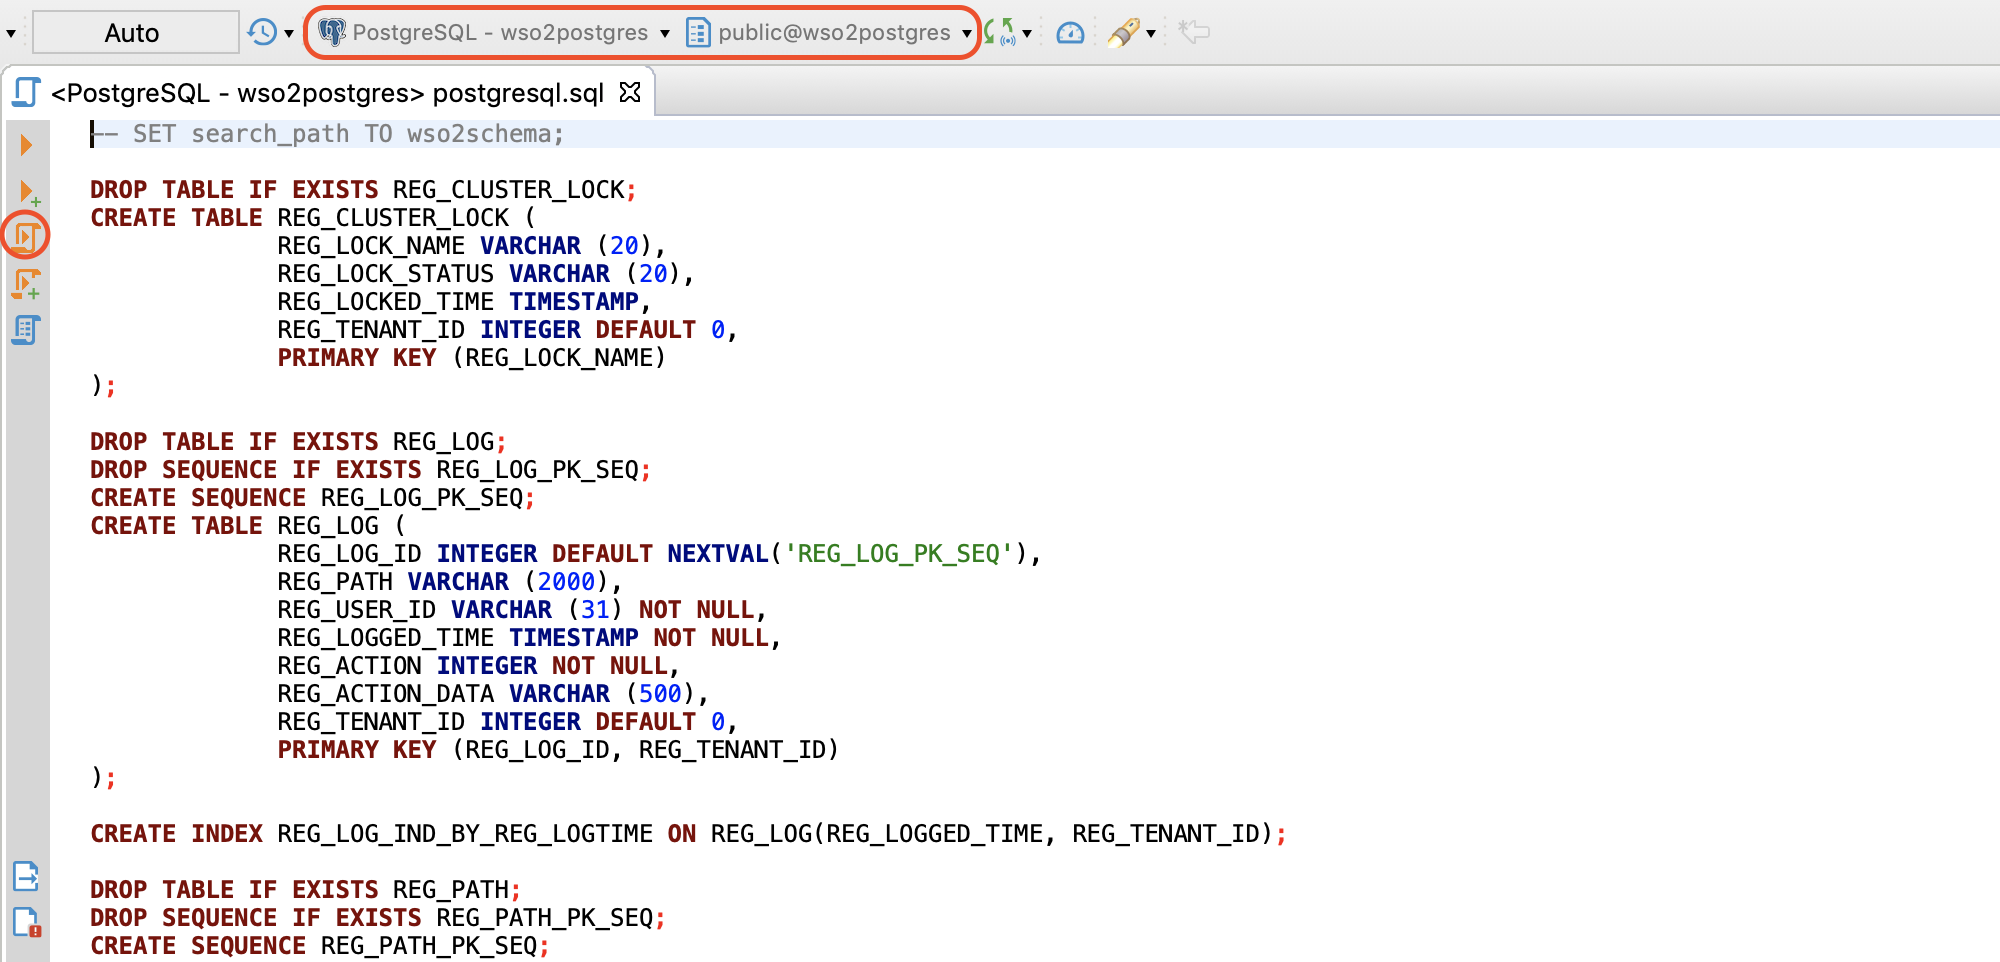 Auto
PostgreSQL - wso2postgres
public@wso2postgres
<PostgreSQL - wso2postgres> postgresql.sql
-- SET search_path TO wso2schema;
DROP TABLE IF EXISTS REG_CLUSTER_LOCK;
CREATE TABLE REG_CLUSTER_LOCK (
REG_LOCK_NAME VARCHAR (20),
REG_LOCK_STATUS VARCHAR (20),
REG_LOCKED_TIME TIMESTAMP,
REG_TENANT_ID INTEGER DEFAULT 0,
PRIMARY KEY (REG_LOCK_NAME)
);
DROP TABLE IF EXISTS REG_LOG;
DROP SEQUENCE IF EXISTS REG_LOG_PK_SEQ;
CREATE SEQUENCE REG_LOG_PK_SEQ;
CREATE TABLE REG_LOG (
REG_LOG_ID INTEGER DEFAULT NEXTVAL('REG_LOG_PK_SEQ'),
REG_PATH VARCHAR (2000),
REG_USER_ID VARCHAR (31) NOT NULL,
REG_LOGGED_TIME TIMESTAMP NOT NULL,
REG_ACTION INTEGER NOT NULL,
REG_ACTION_DATA VARCHAR (500),
REG_TENANT_ID INTEGER DEFAULT 0,
PRIMARY KEY (REG_LOG_ID, REG_TENANT_ID)
);
CREATE INDEX REG_LOG_IND_BY_REG_LOGTIME ON REG_LOG(REG_LOGGED_TIME, REG_TENANT_ID);
DROP TABLE IF EXISTS REG_PATH;
DROP SEQUENCE IF EXISTS REG_PATH_PK_SEQ;
CREATE SEQUENCE REG_PATH_PK_SEQ;